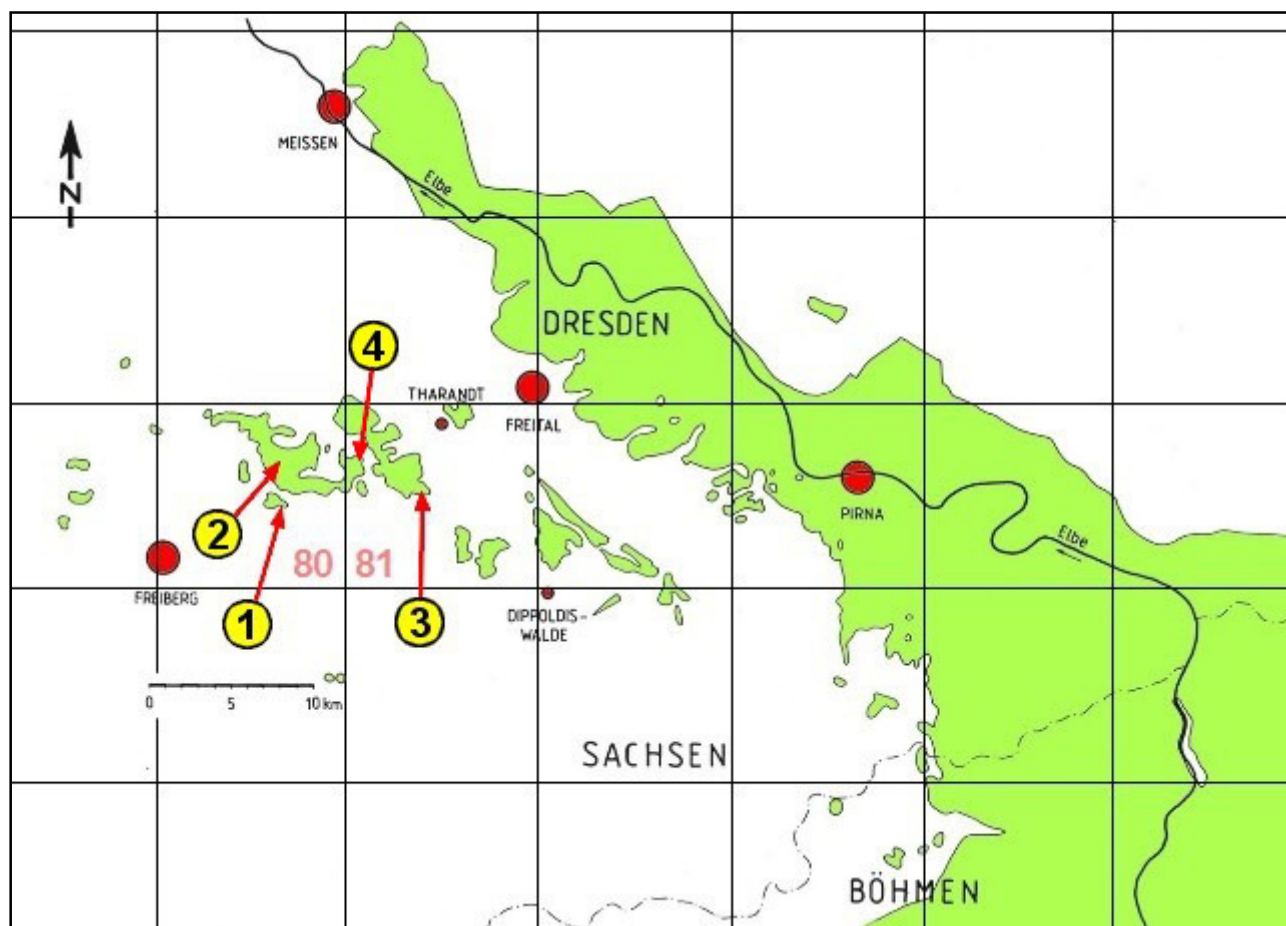 MEISSEN
N
Elbe
DRESDEN
4
THARANDT
FREITAL
2
PIRNA
80 81
Elbe
FREIBERG
1
3
DIPPOLDIS-
WALDE
0 5 10 km
SACHSEN
BÖHMEN